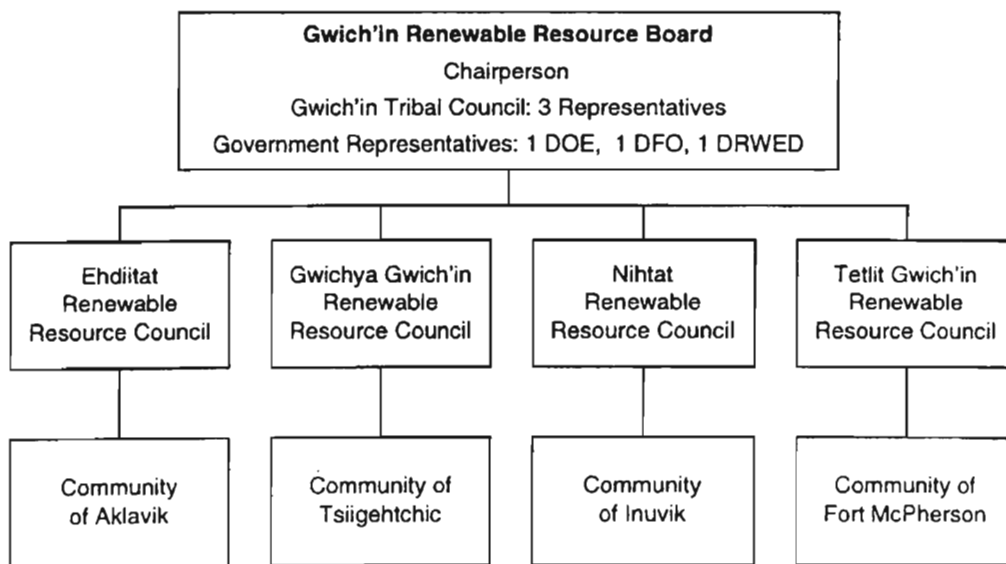 Gwich'in Renewable Resource Board
Chairperson
Gwich'in Tribal Council: 3 Representatives
Government Representatives: 1 DOE, 1 DFO, 1 DRWED
Ehdiitat
Renewable
Resource Council
Gwichya Gwich'in
Renewable
Resource Council
Nihtat
Renewable
Resource Council
Tetlit Gwich'in
Renewable
Resource Council
Community
of Aklavik
Community of
Tsiigehtchic
Community
of Inuvik
Community of
Fort McPherson